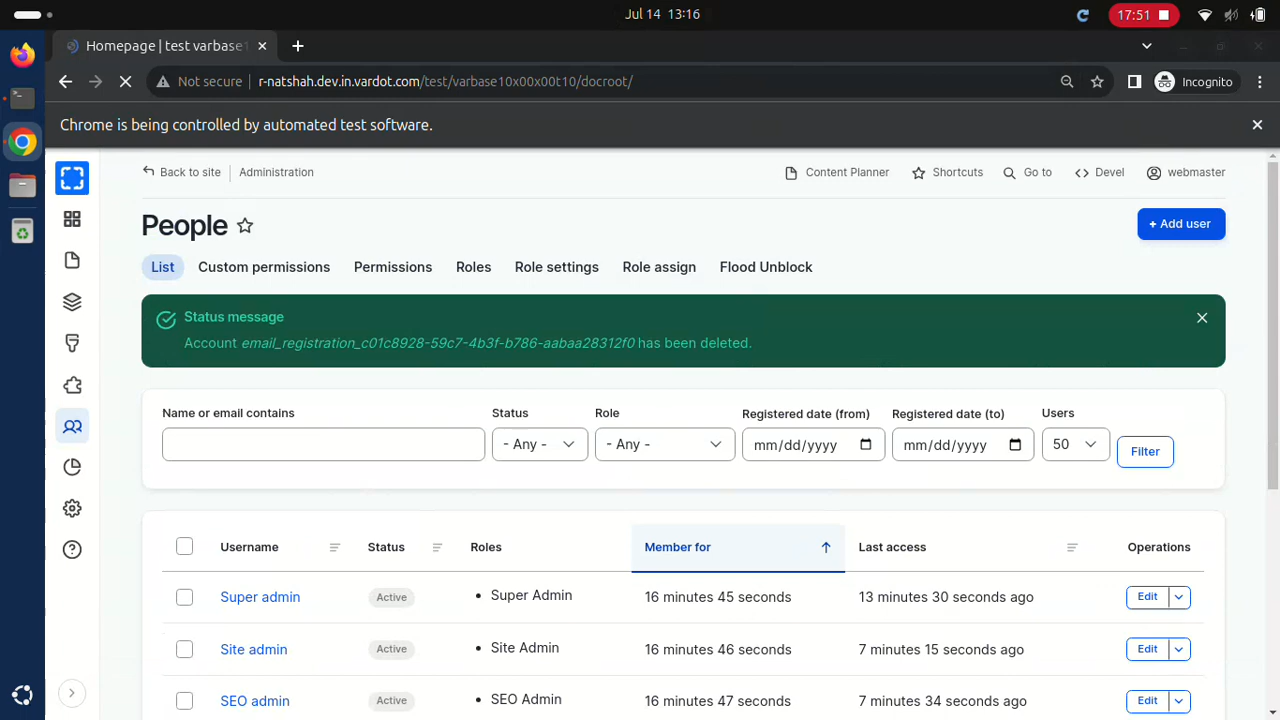 Jul 14 13:16
17:51
Homepage | test varbase1
Not secure r-natshah.dev.in.vardot.com/test/varbase10x00x00t10/docroot/
Incognito
Chrome is being controlled by automated test software.
Back to site Administration Content Planner Shortcuts Go to Devel webmaster
People
+ Add user
List Custom permissions Permissions Roles Role settings Role assign Flood Unblock
Status message
Account email_registration_c01c8928-59c7-4b3f-b786-aabaa28312f0 has been deleted.
Name or email contains Status Role Registered date (from) Registered date (to) Users
- Any - - Any - mm/dd/yyyy mm/dd/yyyy 50 Filter
Username Status Roles Member for Last access Operations
Super admin Active Super Admin 16 minutes 45 seconds 13 minutes 30 seconds ago Edit
Site admin Active Site Admin 16 minutes 46 seconds 7 minutes 15 seconds ago Edit
SEO admin Active SEO Admin 16 minutes 47 seconds 7 minutes 34 seconds ago Edit